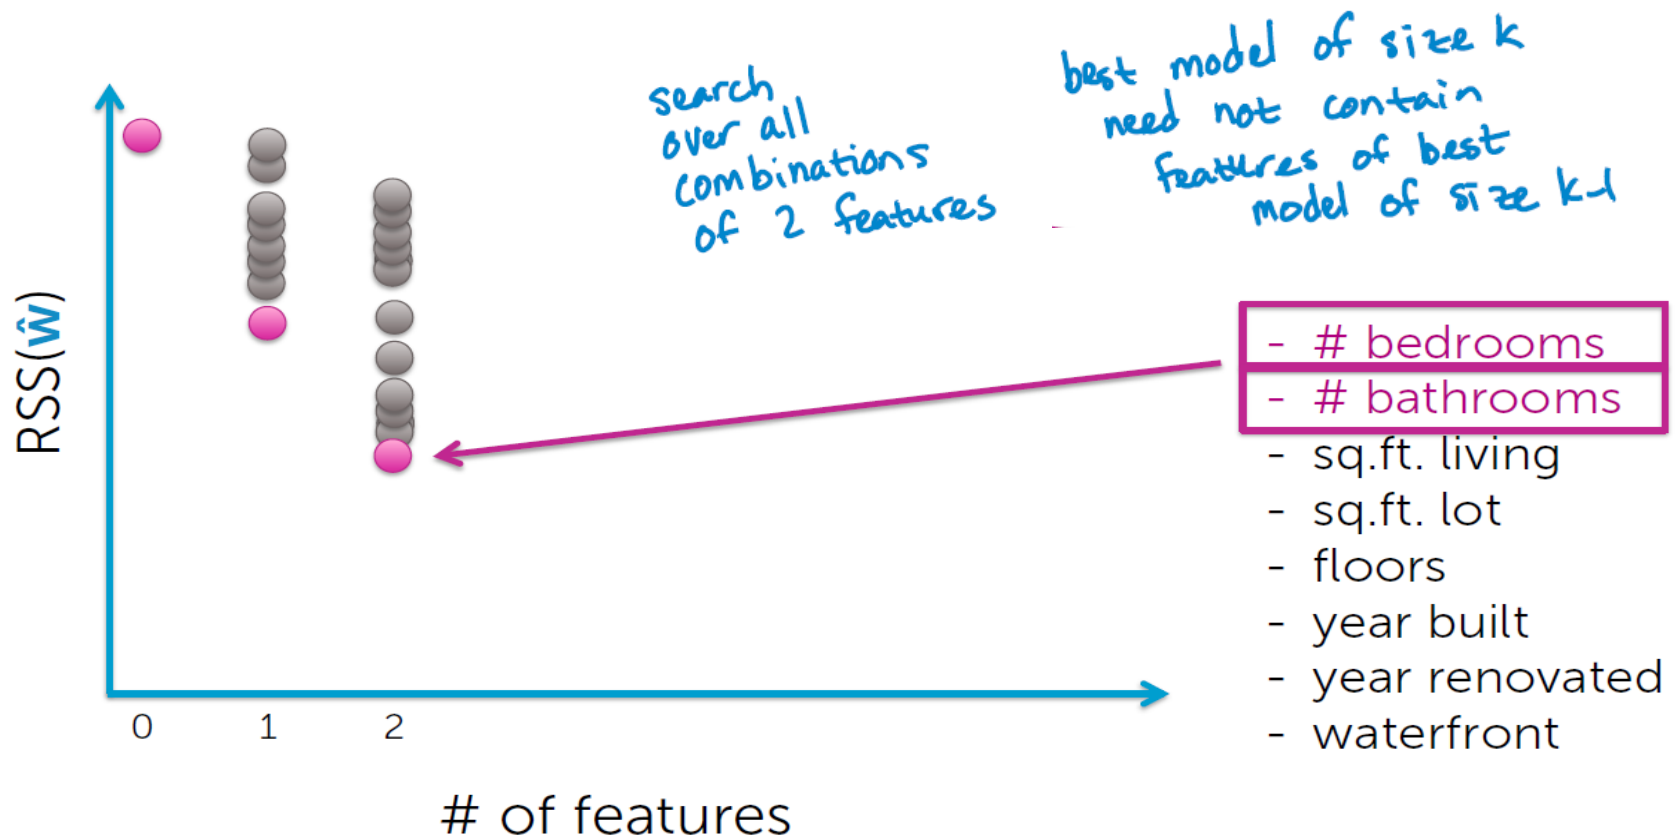 search
over all
combinations
of 2 features
best model of size k
need not contain
features of best
model of size k-1
RSS(ŵ)
- # bedrooms
- # bathrooms
- sq.ft. living
- sq.ft. lot
- floors
- year built
- year renovated
- waterfront
0 1 2
# of features